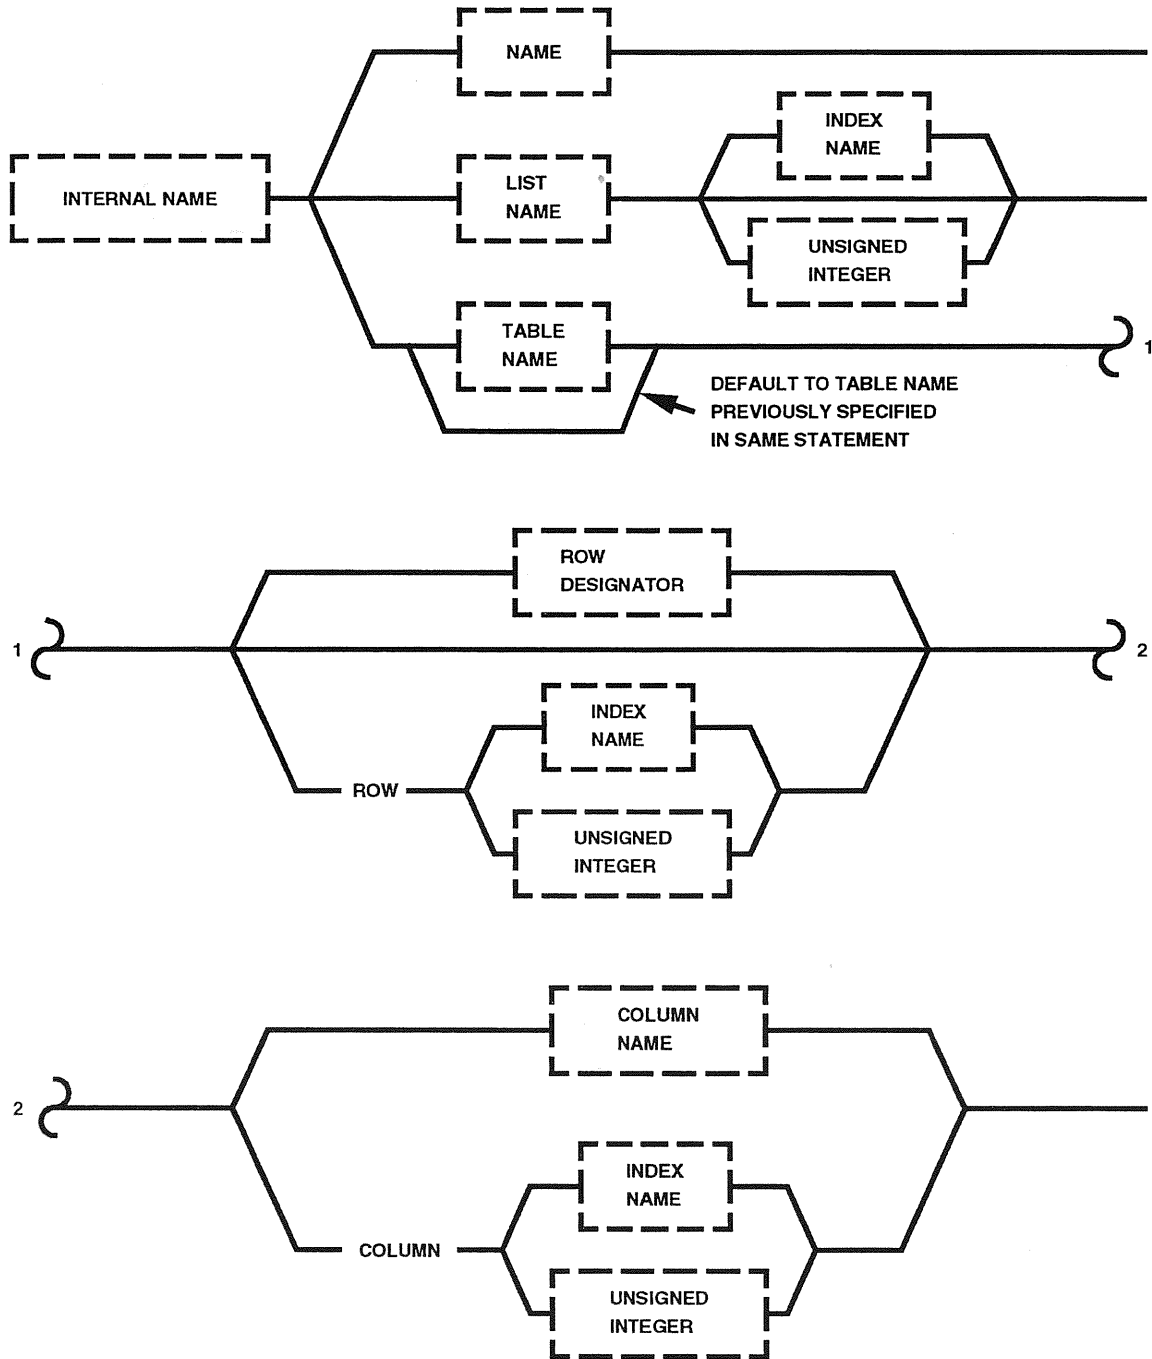 NAME
INDEX
NAME
INTERNAL NAME
LIST
NAME
UNSIGNED
INTEGER
TABLE
NAME
1
DEFAULT TO TABLE NAME
PREVIOUSLY SPECIFIED
IN SAME STATEMENT
ROW
DESIGNATOR
1
2
INDEX
NAME
ROW
UNSIGNED
INTEGER
COLUMN
NAME
2
INDEX
NAME
COLUMN
UNSIGNED
INTEGER